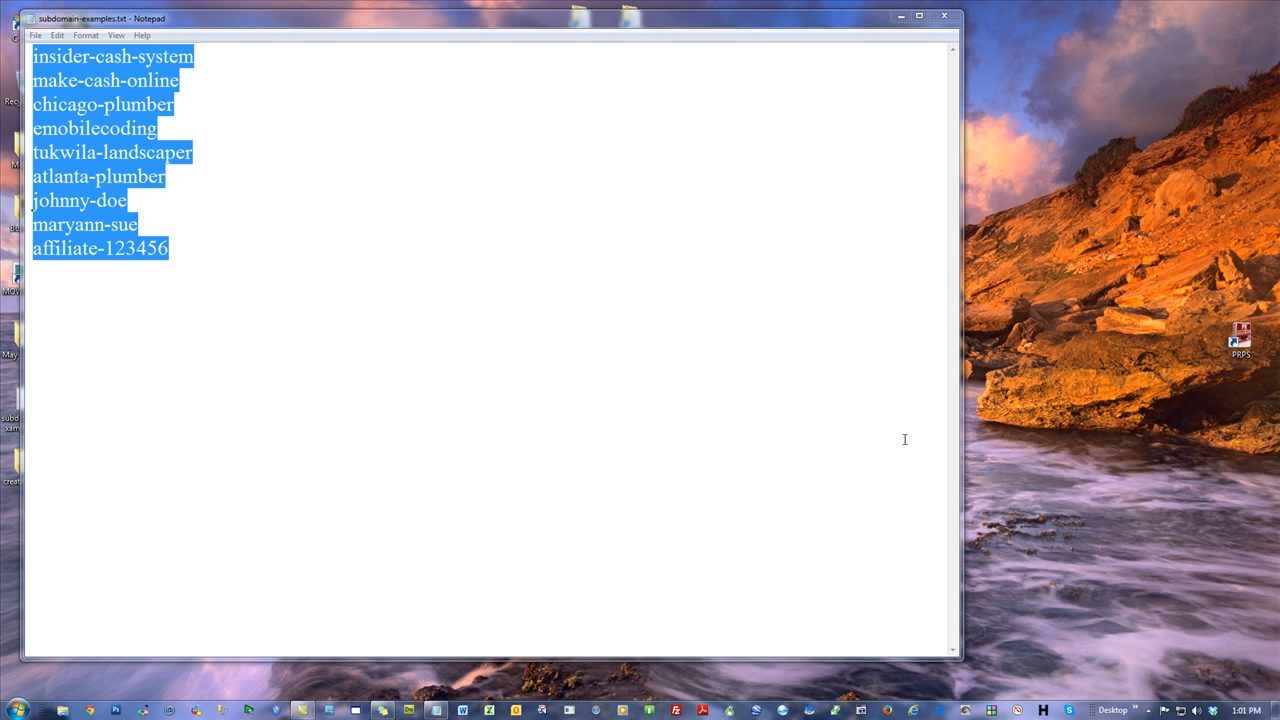 subdomain-examples.txt - Notepad
File Edit Format View Help
insider-cash-system
make-cash-online
chicago-plumber
emobilecoding
tukwila-landscaper
atlanta-plumber
johnny-doe
maryann-sue
affiliate-123456
PRPS
Desktop
1:01 PM